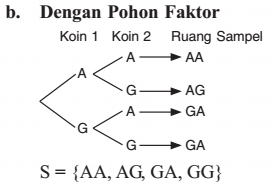 b. Dengan Pohon Faktor
Koin 1 Koin 2 Ruang Sampel
A AA
A
G AG
A GA
G
G GA
S = {AA, AG, GA, GG}